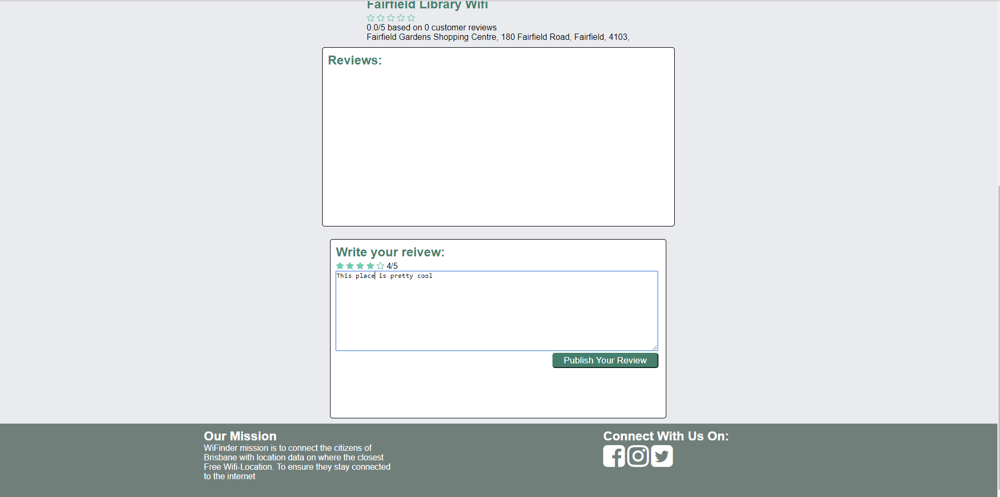 Fairfield Library Wifi
0.0/5 based on 0 customer reviews
Fairfield Gardens Shopping Centre, 180 Fairfield Road, Fairfield, 4103,
Reviews:
Write your reivew:
4/5
This place is pretty cool
Publish Your Review
Our Mission
WiFinder mission is to connect the citizens of
Brisbane with location data on where the closest
Free Wifi-Location. To ensure they stay connected
to the internet
Connect With Us On: